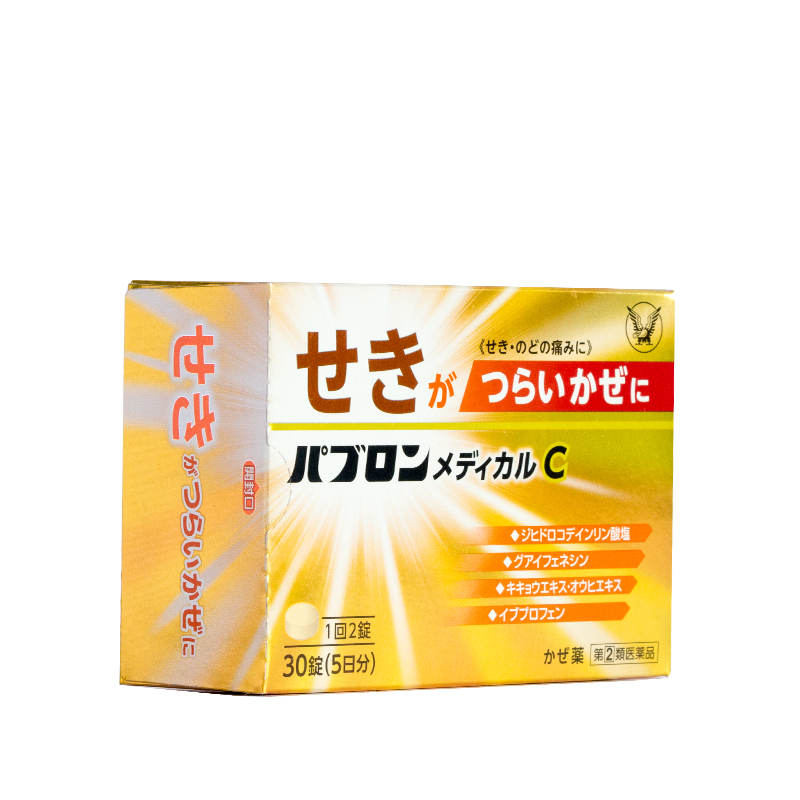 せきがつらいかぜに
開封口
《せき・のどの痛みに》
せきが つらいかぜに
パブロンメディカルC
◆ジヒドロコデインリン酸塩
◆グアイフェネシン
◆キキョウエキス・オウヒエキス
◆イブプロフェン
1回2錠
30錠(5日分)
かぜ薬 第②類医薬品